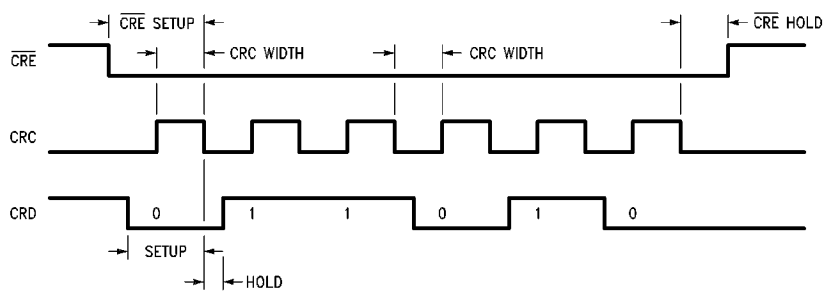 CRE SETUP
CRE HOLD
CRE
CRC WIDTH
CRC WIDTH
CRC
CRD
0 1 1 0 1 0
SETUP
HOLD